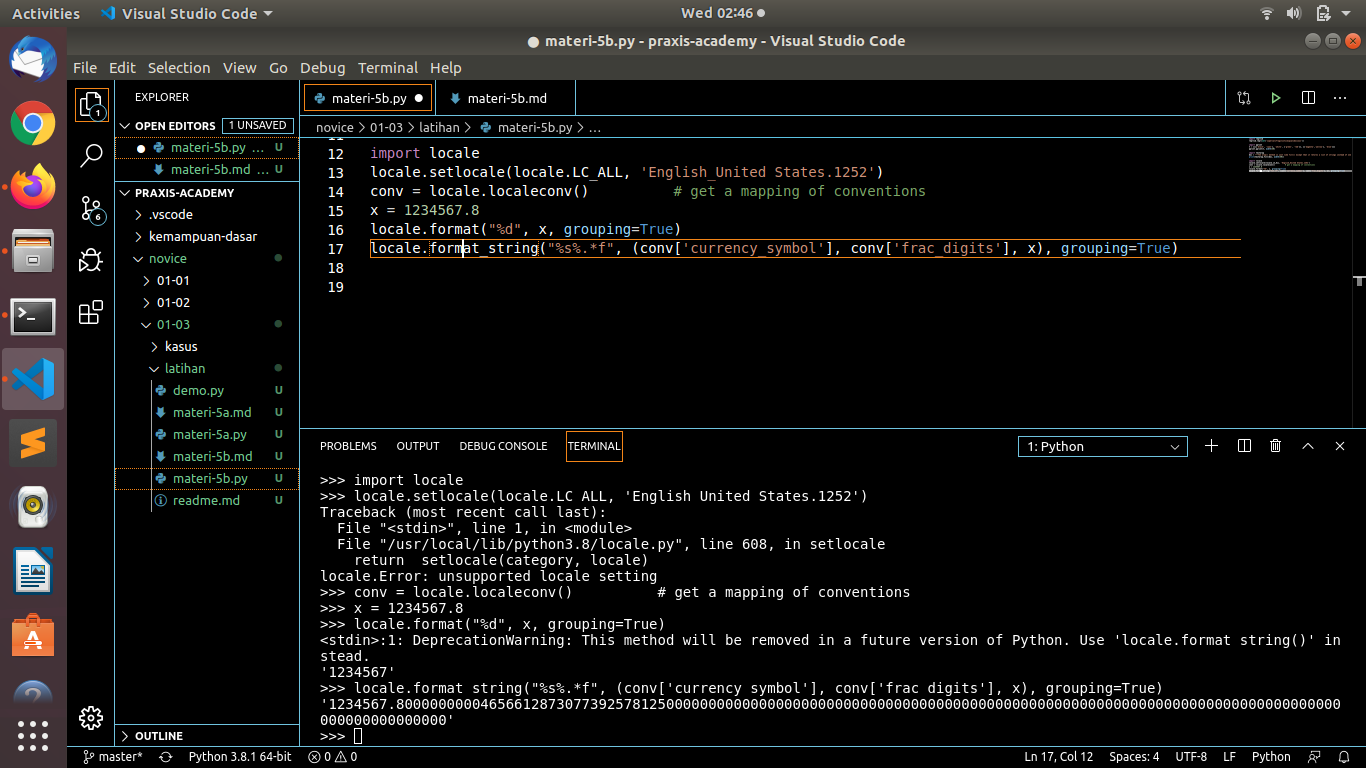 Activities
Visual Studio Code
Wed 02:46
● materi-5b.py - praxis-academy - Visual Studio Code
File Edit Selection View Go Debug Terminal Help
1
6
EXPLORER
OPEN EDITORS 1 UNSAVED
materi-5b.py ... U
materi-5b.md ... U
PRAXIS-ACADEMY
.vscode
kemampuan-dasar
novice
01-01
01-02
01-03
kasus
latihan
demo.py U
materi-5a.md U
materi-5a.py U
materi-5b.md U
materi-5b.py U
readme.md U
OUTLINE
materi-5b.py ●
materi-5b.md
novice > 01-03 > latihan > materi-5b.py > ...
12 import locale
13 locale.setlocale(locale.LC_ALL, 'English_United States.1252')
14 conv = locale.localeconv()          # get a mapping of conventions
15 x = 1234567.8
16 locale.format("%d", x, grouping=True)
17 locale.format_string("%s%.*f", (conv['currency_symbol'], conv['frac_digits'], x), grouping=True)
18
19
PROBLEMS OUTPUT DEBUG CONSOLE TERMINAL
1: Python
>>> import locale
>>> locale.setlocale(locale.LC ALL, 'English United States.1252')
Traceback (most recent call last):
  File "<stdin>", line 1, in <module>
  File "/usr/local/lib/python3.8/locale.py", line 608, in setlocale
    return  setlocale(category, locale)
locale.Error: unsupported locale setting
>>> conv = locale.localeconv()          # get a mapping of conventions
>>> x = 1234567.8
>>> locale.format("%d", x, grouping=True)
<stdin>:1: DeprecationWarning: This method will be removed in a future version of Python. Use 'locale.format string()' in
stead.
'1234567'
>>> locale.format string("%s%.*f", (conv['currency symbol'], conv['frac digits'], x), grouping=True)
'1234567.800000000046566128730773925781250000000000000000000000000000000000000000000000000000000000000000000000000000000
000000000000000'
>>>
master* Python 3.8.1 64-bit 0 0
Ln 17, Col 12 Spaces: 4 UTF-8 LF Python